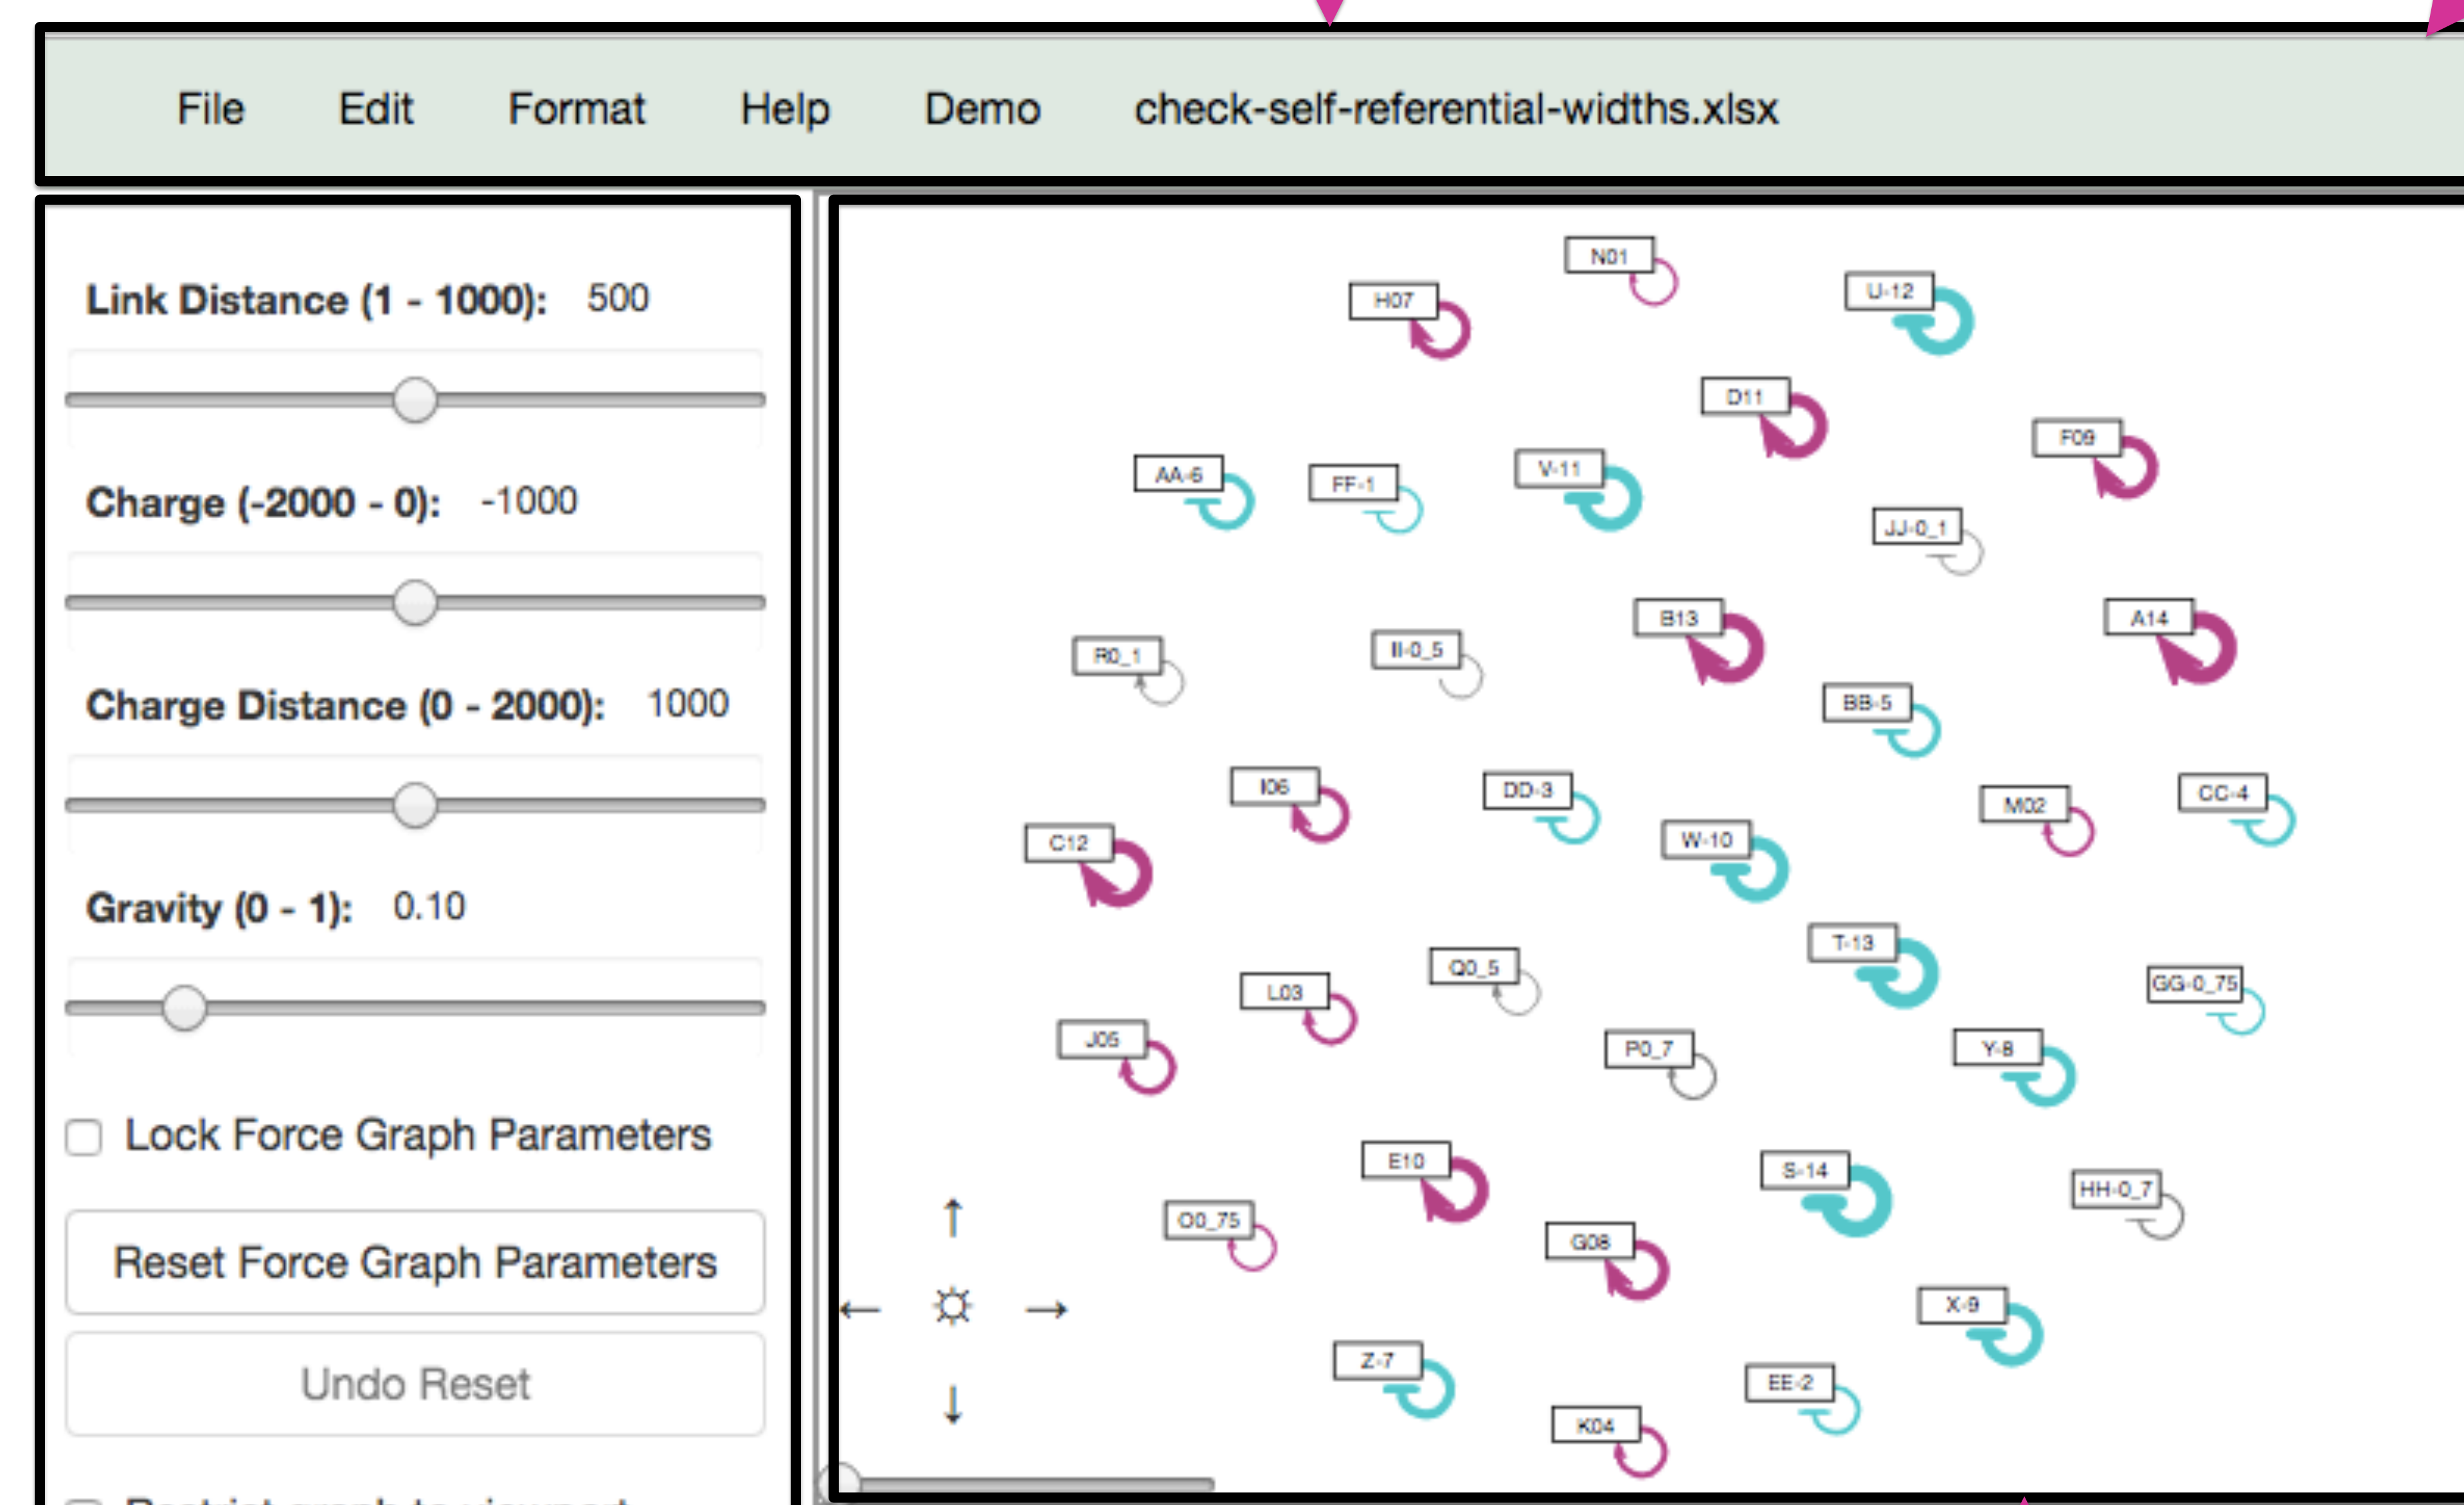 File Edit Format Help Demo check-self-referential-widths.xlsx
Link Distance (1 - 1000): 500
Charge (-2000 - 0): -1000
Charge Distance (0 - 2000): 1000
Gravity (0 - 1): 0.10
Lock Force Graph Parameters
Reset Force Graph Parameters
Undo Reset
N01
U-12
H07
D11
F09
V-11
AA-6
FF-1
JJ-0_1
B13
A14
II-0_5
R0_1
BB-5
I06
DD-3
CC-4
M02
W-10
C12
T-13
Q0_5
GG-0_75
L03
J05
P0_7
Y-8
E10
S-14
HH-0_7
O0_75
G08
X-9
Z-7
EE-2
K04